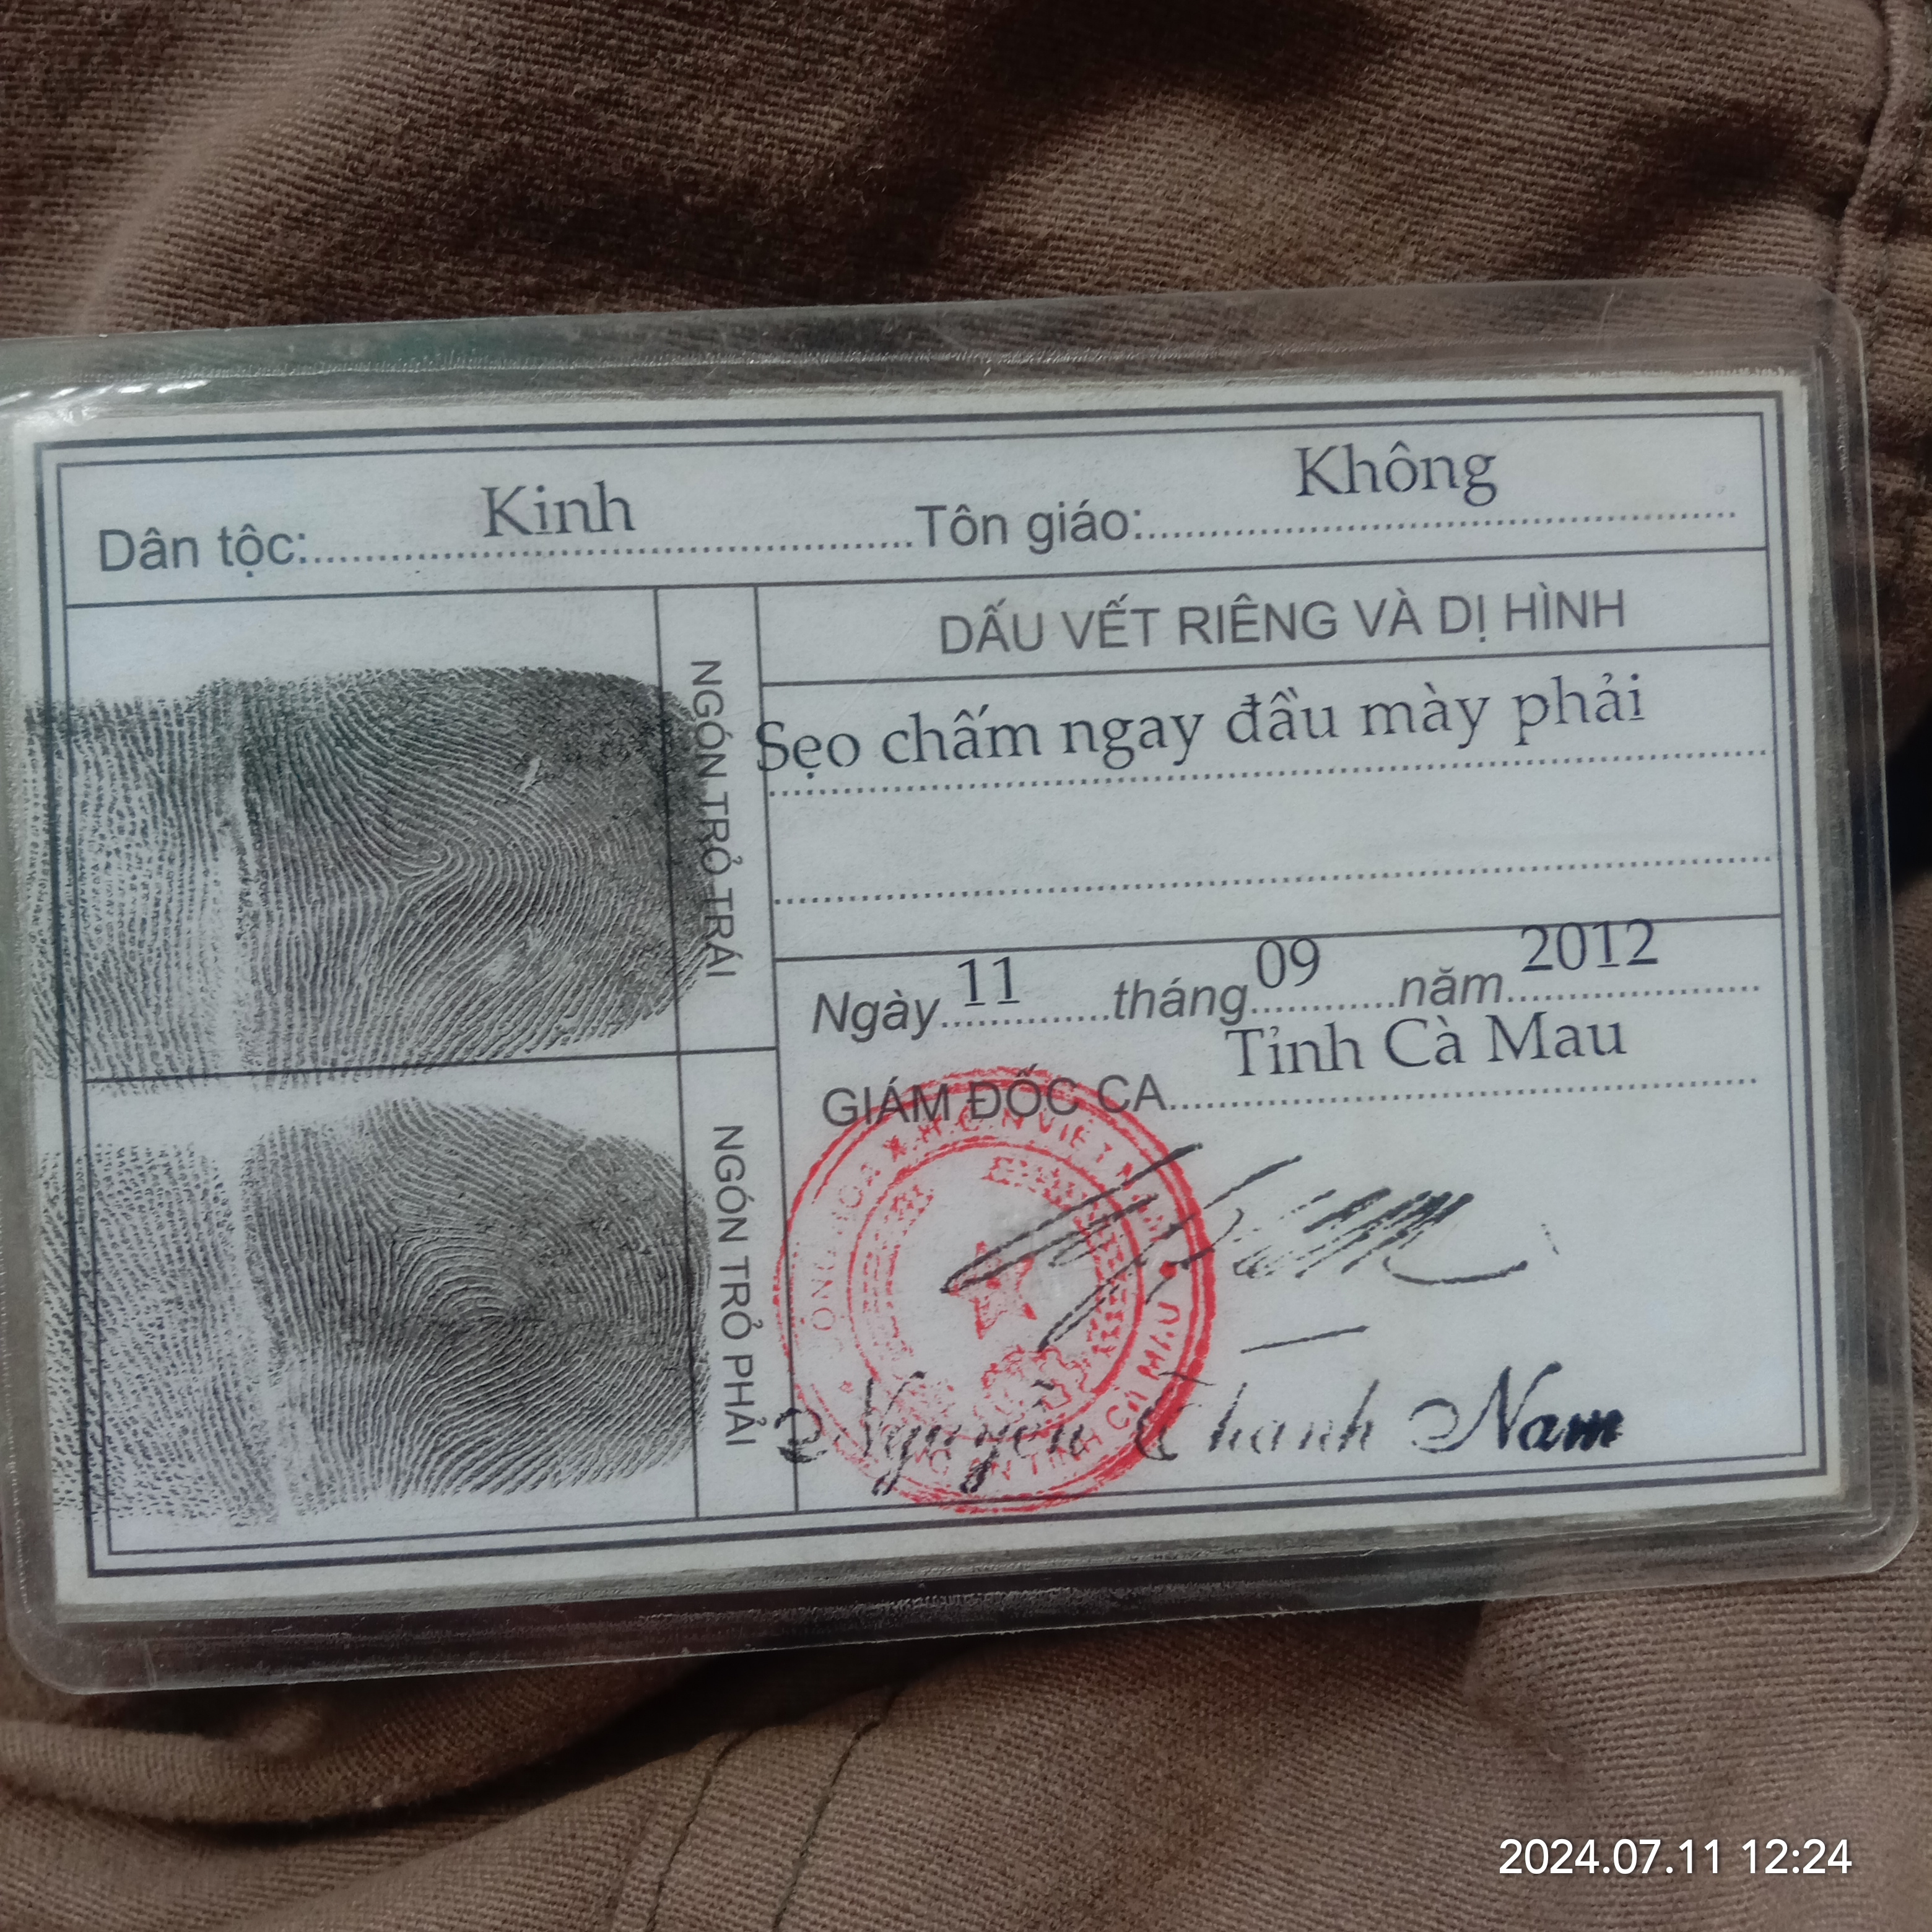 Dân tộc: Kinh Tôn giáo: Không
NGÓN TRỎ TRÁI
DẤU VẾT RIÊNG VÀ DỊ HÌNH
Sẹo chấm ngay đầu mày phải
Ngày 11 tháng 09 năm 2012
GIÁM ĐỐC CA Tỉnh Cà Mau
NGÓN TRỎ PHẢI
Nguyễn Thanh Nam
2024.07.11 12:24